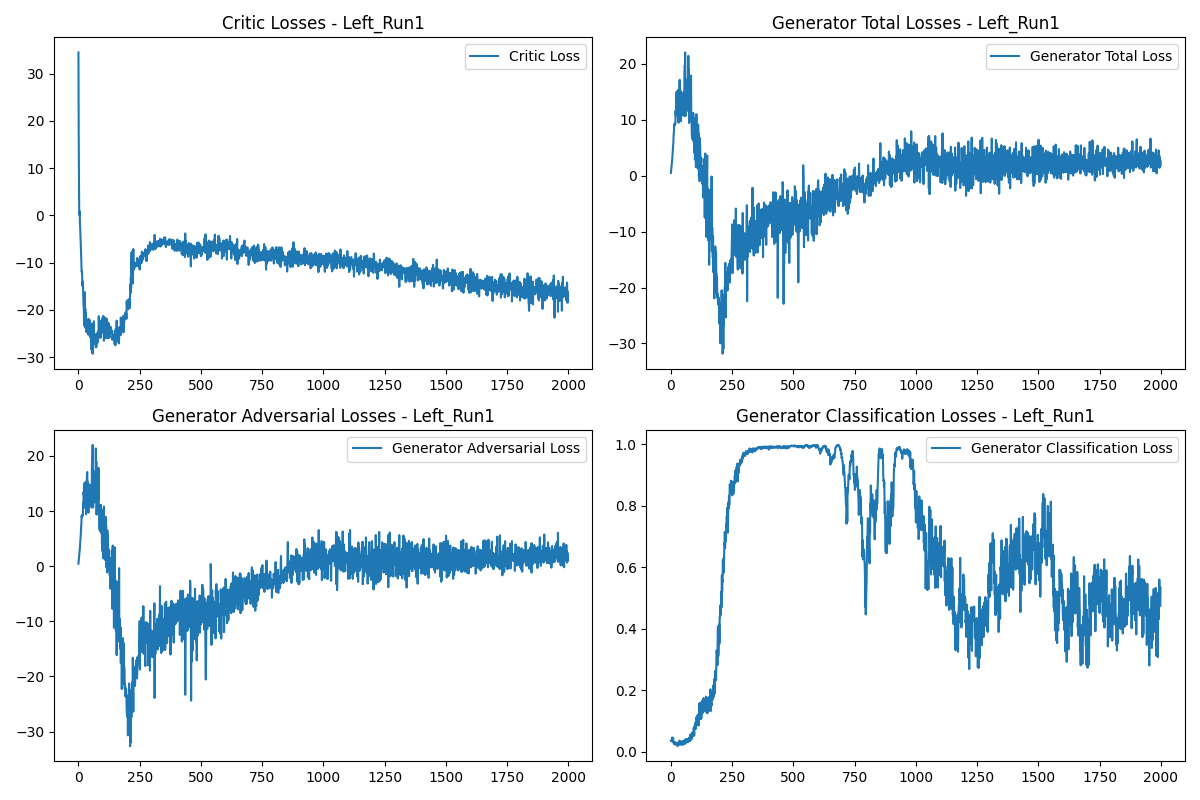 Critic Losses - Left_Run1
Critic Loss
30
20
10
0
−10
−20
−30
0 250 500 750 1000 1250 1500 1750 2000
Generator Total Losses - Left_Run1
Generator Total Loss
20
10
0
−10
−20
−30
0 250 500 750 1000 1250 1500 1750 2000
Generator Adversarial Losses - Left_Run1
Generator Adversarial Loss
20
10
0
−10
−20
−30
0 250 500 750 1000 1250 1500 1750 2000
Generator Classification Losses - Left_Run1
Generator Classification Loss
1.0
0.8
0.6
0.4
0.2
0.0
0 250 500 750 1000 1250 1500 1750 2000